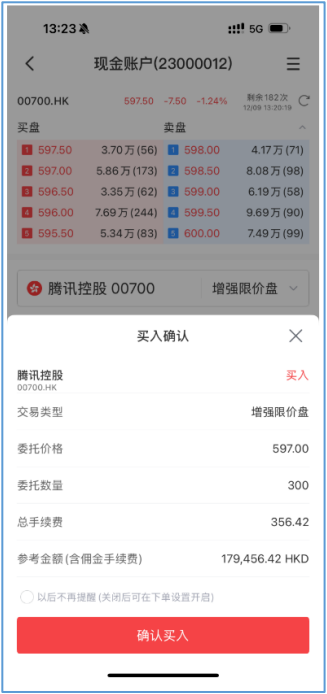 13:23 5G
现金账户(23000012)
00700.HK 597.50 -7.50 -1.24% 剩余182次
12/09 13:20:19
买盘 卖盘
1 597.50 3.70万(56) 1 598.00 4.17万(71)
2 597.00 5.86万(173) 2 598.50 8.08万(98)
3 596.50 3.35万(62) 3 599.00 6.19万(58)
4 596.00 7.69万(244) 4 599.50 9.69万(90)
5 595.50 5.34万(83) 5 600.00 7.49万(99)
腾讯控股 00700 增强限价盘
买入确认
腾讯控股 买入
00700.HK
交易类型 增强限价盘
委托价格 597.00
委托数量 300
总手续费 356.42
参考金额(含佣金手续费) 179,456.42 HKD
以后不再提醒(关闭后可在下单设置开启)
确认买入